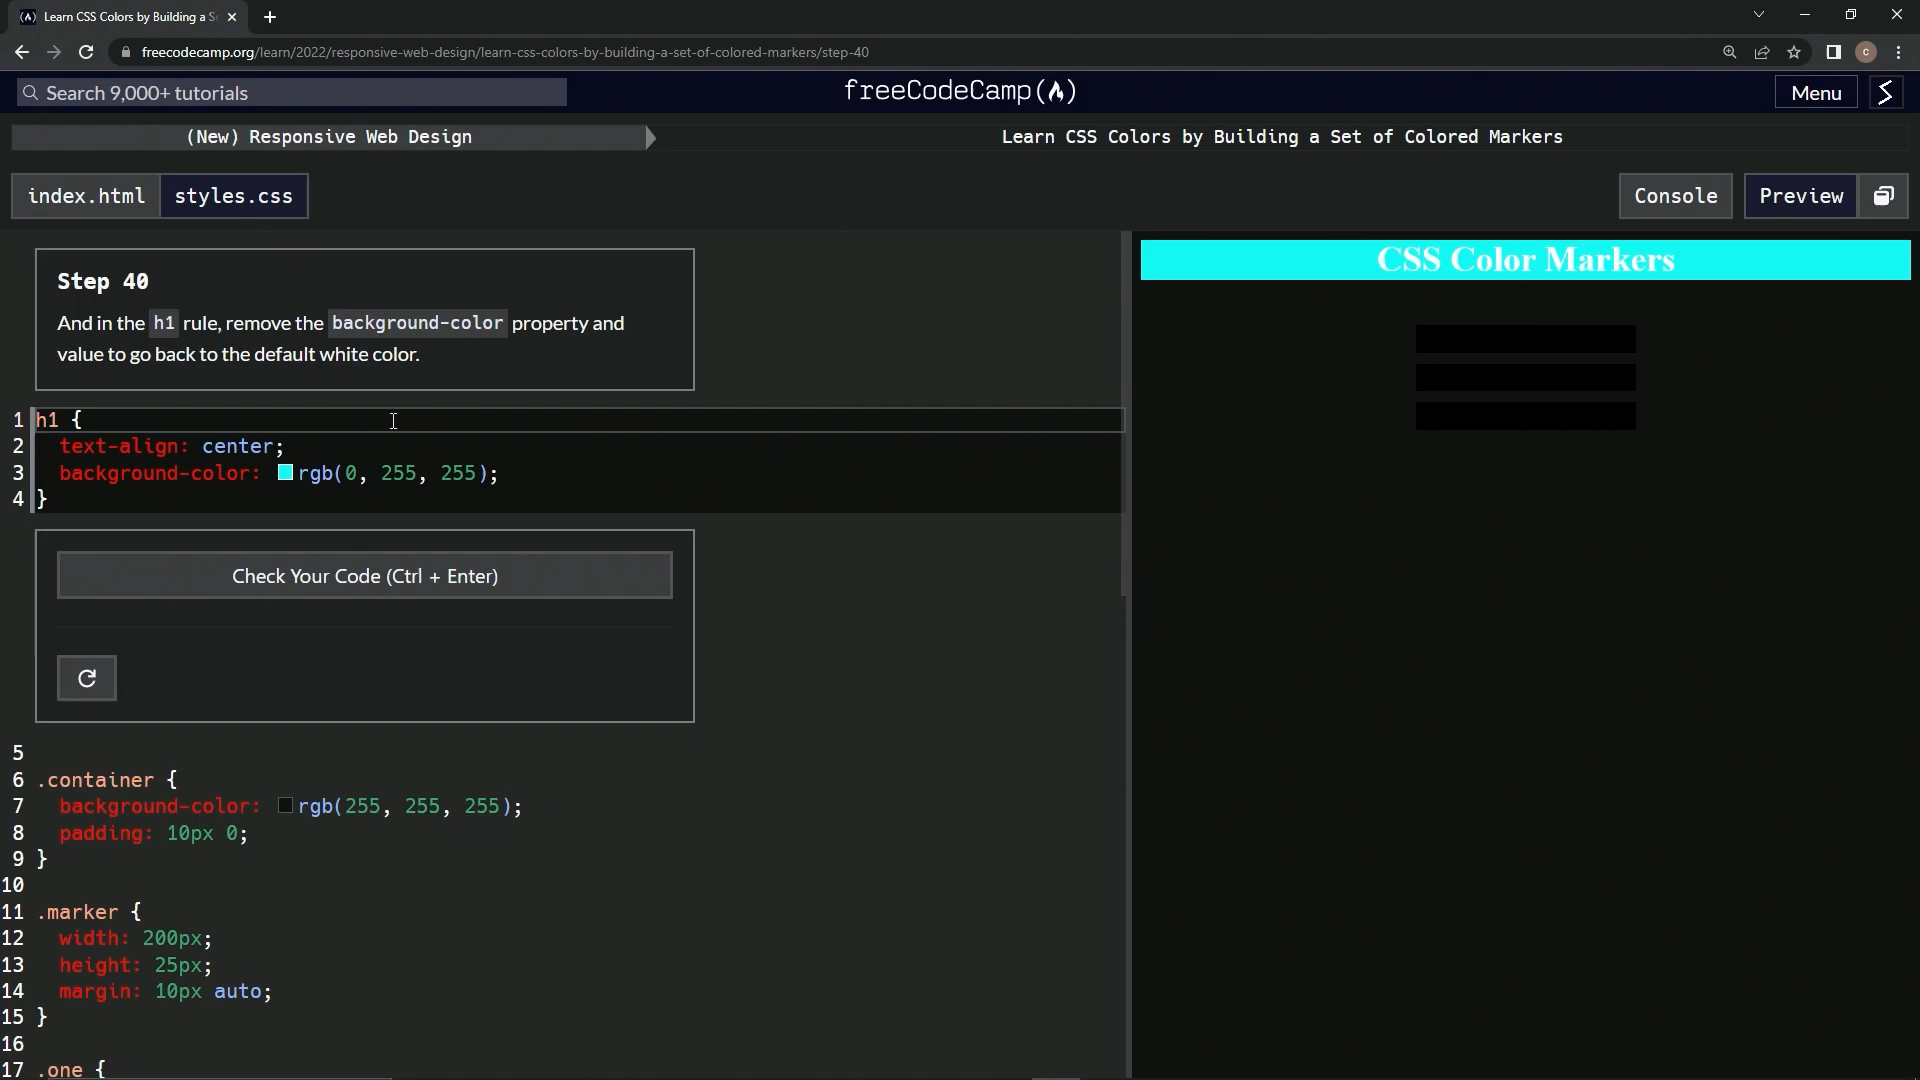 Learn CSS Colors by Building a S
freecodecamp.org/learn/2022/responsive-web-design/learn-css-colors-by-building-a-set-of-colored-markers/step-40
c
Search 9,000+ tutorials
freeCodeCamp
Menu
(New) Responsive Web Design
Learn CSS Colors by Building a Set of Colored Markers
index.html
styles.css
Console
Preview
Step 40
And in the h1 rule, remove the background-color property and
value to go back to the default white color.
1 h1 {
2 text-align: center;
3 background-color: rgb(0, 255, 255);
4 }
Check Your Code (Ctrl + Enter)
5
6 .container {
7 background-color: rgb(255, 255, 255);
8 padding: 10px 0;
9 }
10
11 .marker {
12 width: 200px;
13 height: 25px;
14 margin: 10px auto;
15 }
16
17 .one {
CSS Color Markers